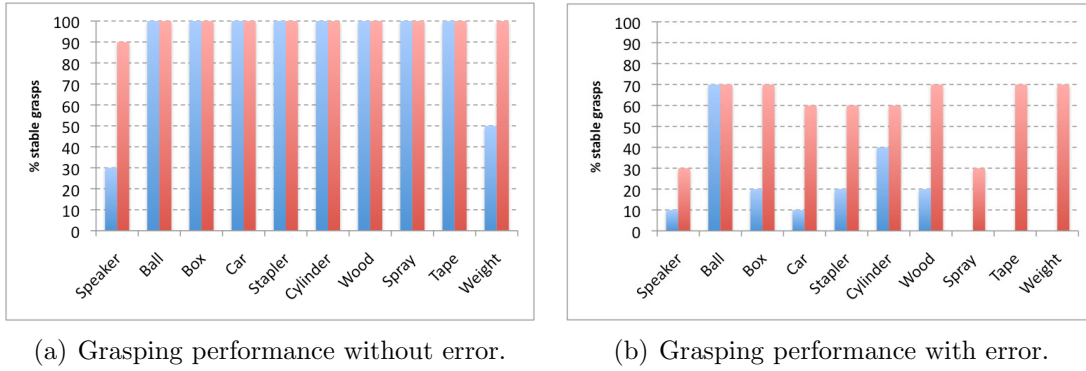 100
90
80
70
60
50
40
30
20
10
0
% stable grasps
Speaker
Ball
Box
Car
Stapler
Cylinder
Wood
Spray
Tape
Weight
(a) Grasping performance without error.
100
90
80
70
60
50
40
30
20
10
0
% stable grasps
Speaker
Ball
Box
Car
Stapler
Cylinder
Wood
Spray
Tape
Weight
(b) Grasping performance with error.